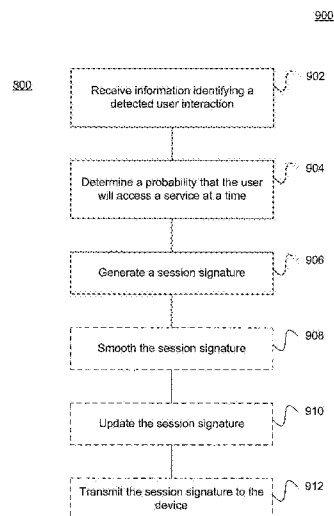 900
800
902
Receive information identifying a
detected user interaction
904
Determine a probability that the user
will access a service at a time
906
Generate a session signature
908
Smooth the session signature
910
Update the session signature
912
Transmit the session signature to the
device